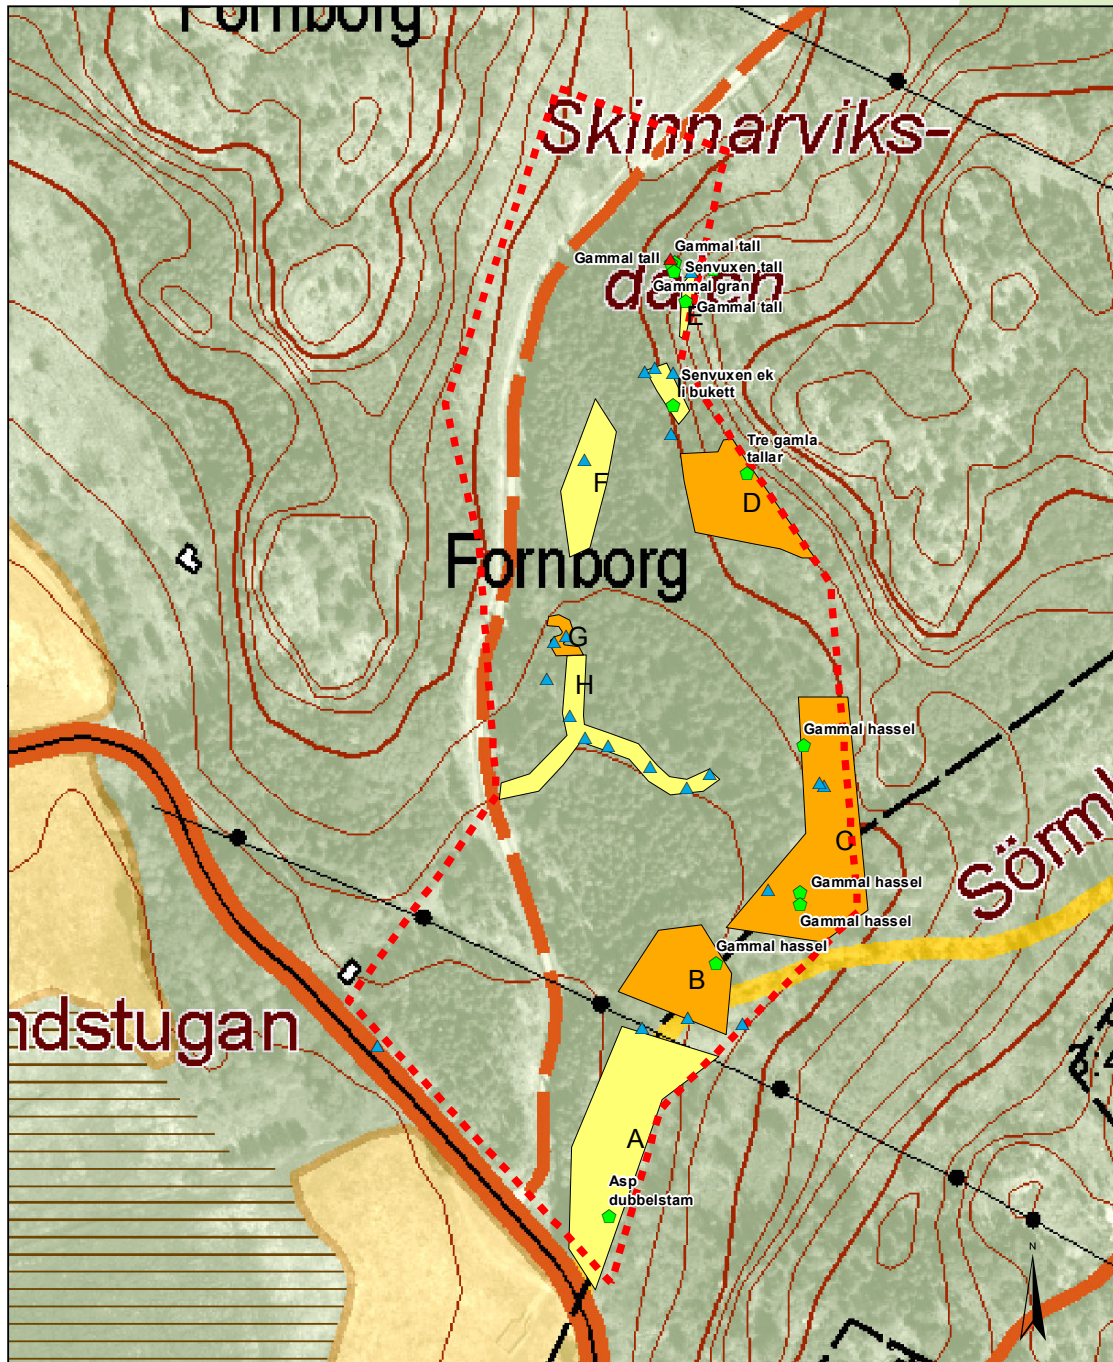 Fornborg
Skinnarviks-
dalen
Gammal tall
Gammal tall
Senvuxen tall
Gammal gran
Gammal tall
E
Senvuxen ek
i bukett
Tre gamla
tallar
F
D
Fornborg
G
H
Gammal hassel
C
Gammal hassel
Gammal hassel
Gammal hassel
B
ndstugan
A
Asp
dubbelstam
N